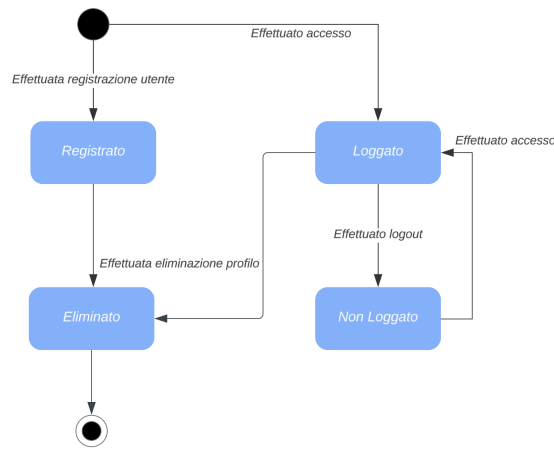 Effettuato accesso
Effettuata registrazione utente
Registrato
Loggato
Effettuato accesso
Effettuato logout
Effettuata eliminazione profilo
Eliminato
Non Loggato